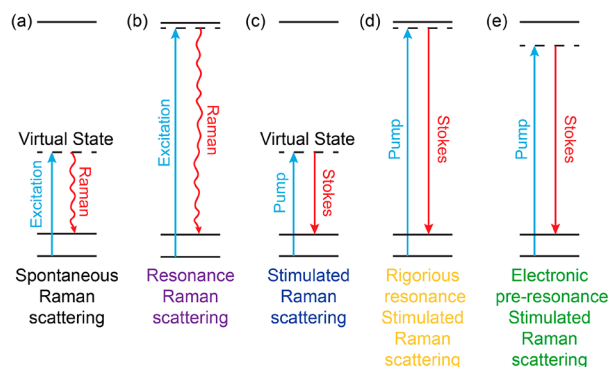 (a)
Virtual State
Excitation
Raman
Spontaneous
Raman
scattering
(b)
Excitation
Raman
Resonance
Raman
scattering
(c)
Virtual State
Pump
Stokes
Stimulated
Raman
scattering
(d)
Pump
Stokes
Rigorious
resonance
Stimulated
Raman
scattering
(e)
Pump
Stokes
Electronic
pre-resonance
Stimulated
Raman
scattering